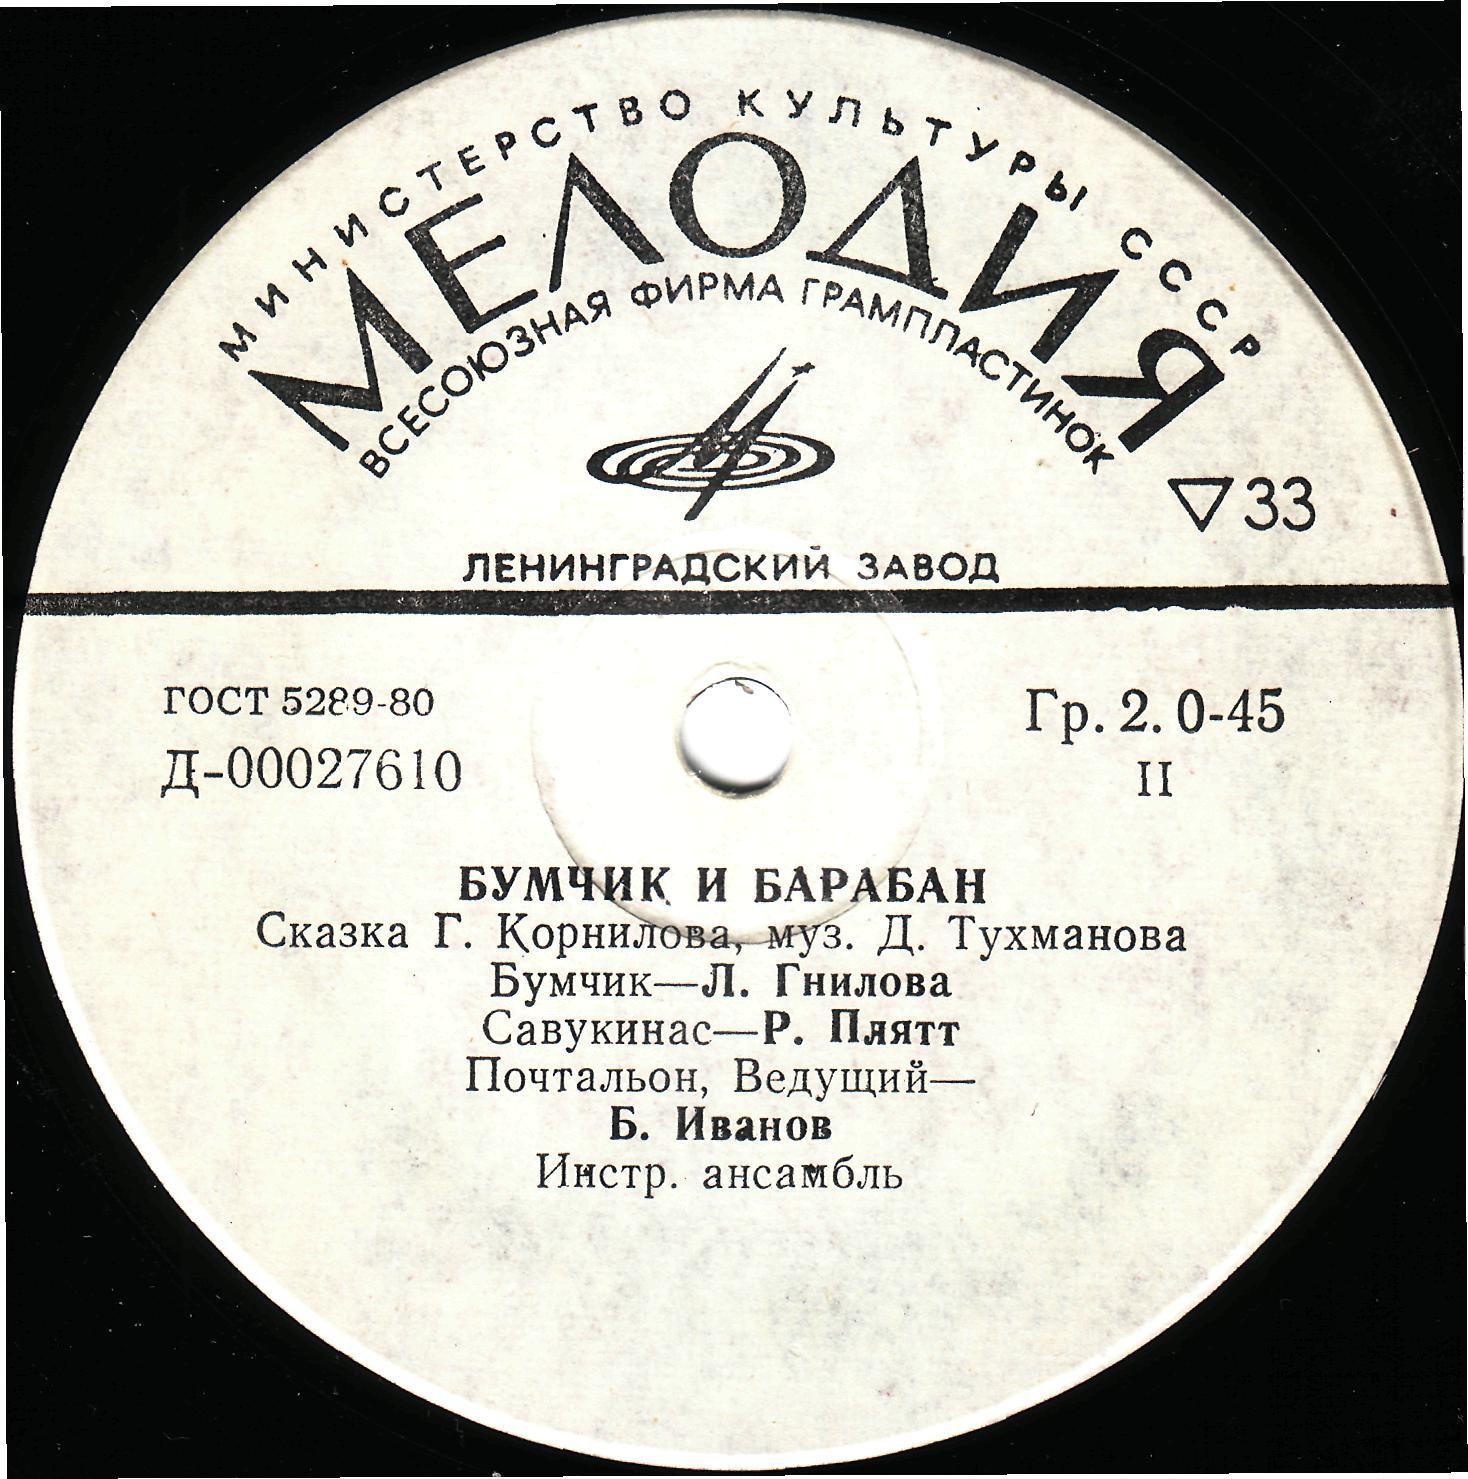 МИНИСТЕРСТВО КУЛЬТУРЫ СССР
МЕЛОДИЯ
ВСЕСОЮЗНАЯ ФИРМА ГРАМПЛАСТИНОК
33
ЛЕНИНГРАДСКИЙ ЗАВОД
ГОСТ 5289-80
Гр. 2. 0-45
Д-00027610
II
БУМЧИК И БАРАБАН
Сказка Г. Корнилова, муз. Д. Тухманова
Бумчик—Л. Гнилова
Савукинас—Р. Плятт
Почтальон, Ведущий—
Б. Иванов
Инстр. ансамбль